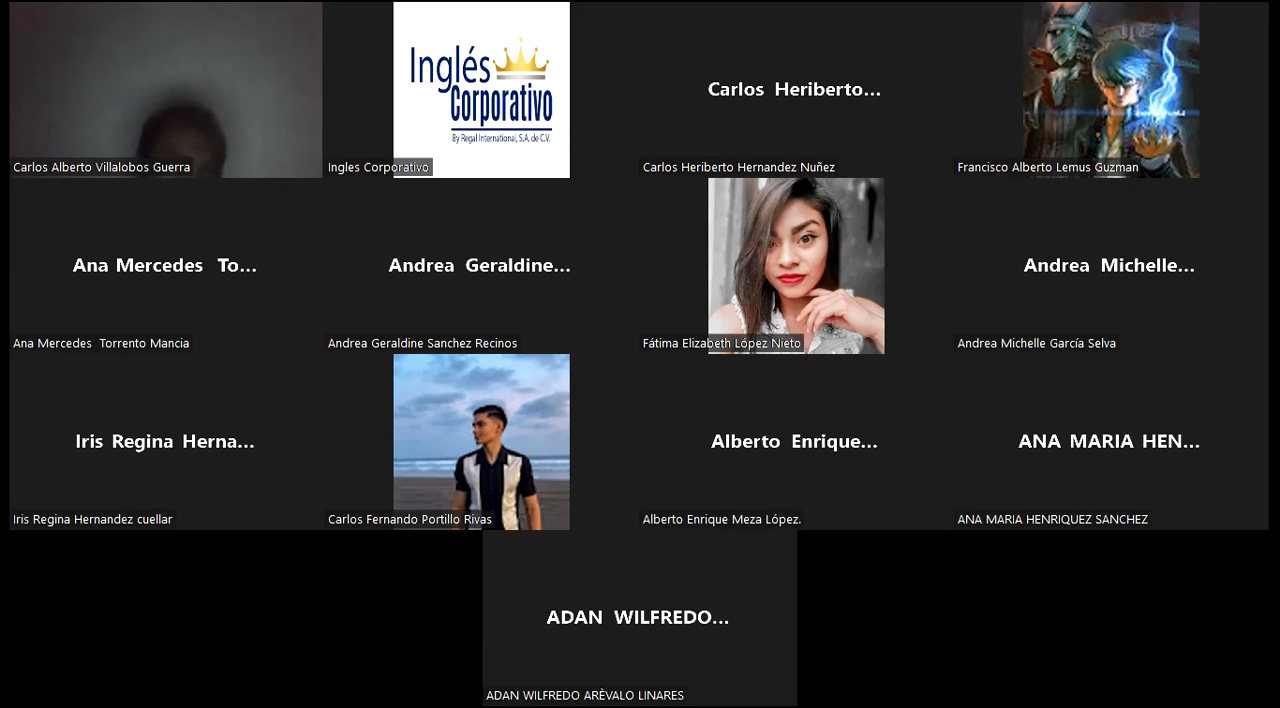 Inglés
Corporativo
By Regal International, S.A. de C.V.
Carlos Heriberto...
Carlos Alberto Villalobos Guerra
Ingles Corporativo
Carlos Heriberto Hernandez Nuñez
Francisco Alberto Lemus Guzman
Ana Mercedes To...
Andrea Geraldine...
Andrea Michelle...
Ana Mercedes Torrento Mancia
Andrea Geraldine Sanchez Recinos
Fátima Elizabeth López Nieto
Andrea Michelle García Selva
Iris Regina Herna...
Alberto Enrique...
ANA MARIA HEN...
Iris Regina Hernandez cuellar
Carlos Fernando Portillo Rivas
Alberto Enrique Meza López.
ANA MARIA HENRIQUEZ SANCHEZ
ADAN WILFREDO...
ADAN WILFREDO ARÊVALO LINARES